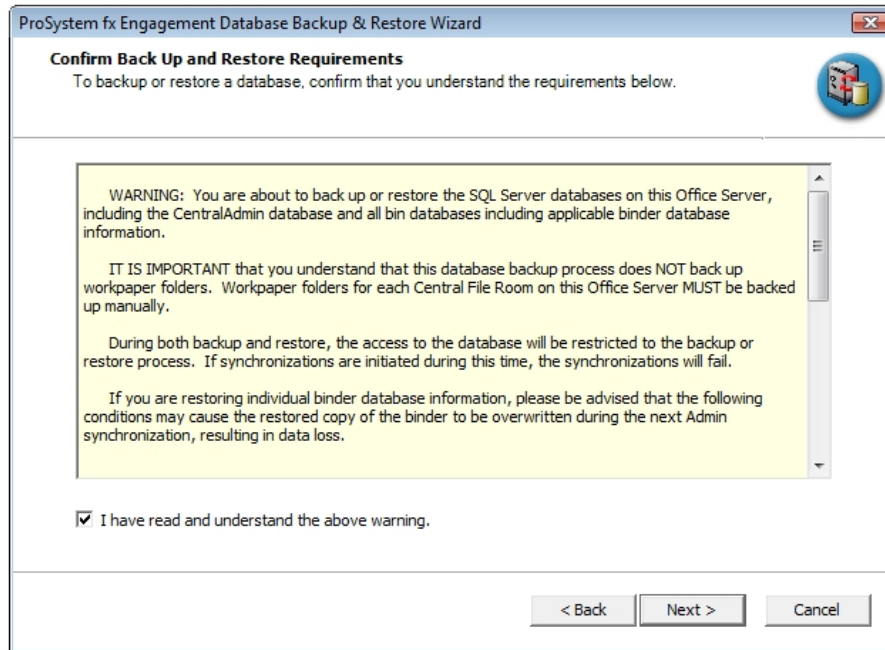 ProSystem fx Engagement Database Backup & Restore Wizard
Confirm Back Up and Restore Requirements
To backup or restore a database, confirm that you understand the requirements below.
WARNING: You are about to back up or restore the SQL Server databases on this Office Server,
including the CentralAdmin database and all bin databases including applicable binder database
information.
IT IS IMPORTANT that you understand that this database backup process does NOT back up
workpaper folders. Workpaper folders for each Central File Room on this Office Server MUST be backed
up manually.
During both backup and restore, the access to the database will be restricted to the backup or
restore process. If synchronizations are initiated during this time, the synchronizations will fail.
If you are restoring individual binder database information, please be advised that the following
conditions may cause the restored copy of the binder to be overwritten during the next Admin
synchronization, resulting in data loss.
I have read and understand the above warning.
< Back Next > Cancel